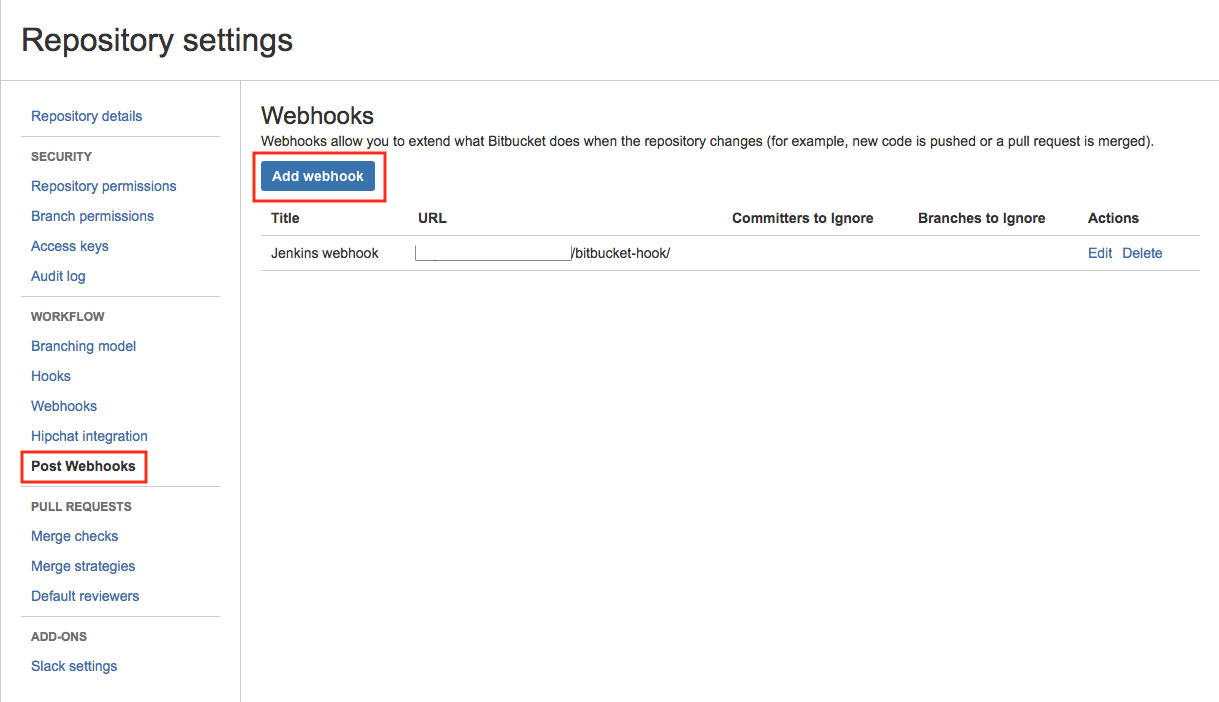 Repository settings
Repository details
SECURITY
Repository permissions
Branch permissions
Access keys
Audit log
WORKFLOW
Branching model
Hooks
Webhooks
Hipchat integration
Post Webhooks
PULL REQUESTS
Merge checks
Merge strategies
Default reviewers
ADD-ONS
Slack settings
Webhooks
Webhooks allow you to extend what Bitbucket does when the repository changes (for example, new code is pushed or a pull request is merged).
Add webhook
Title URL Committers to Ignore Branches to Ignore Actions
Jenkins webhook /bitbucket-hook/ Edit Delete